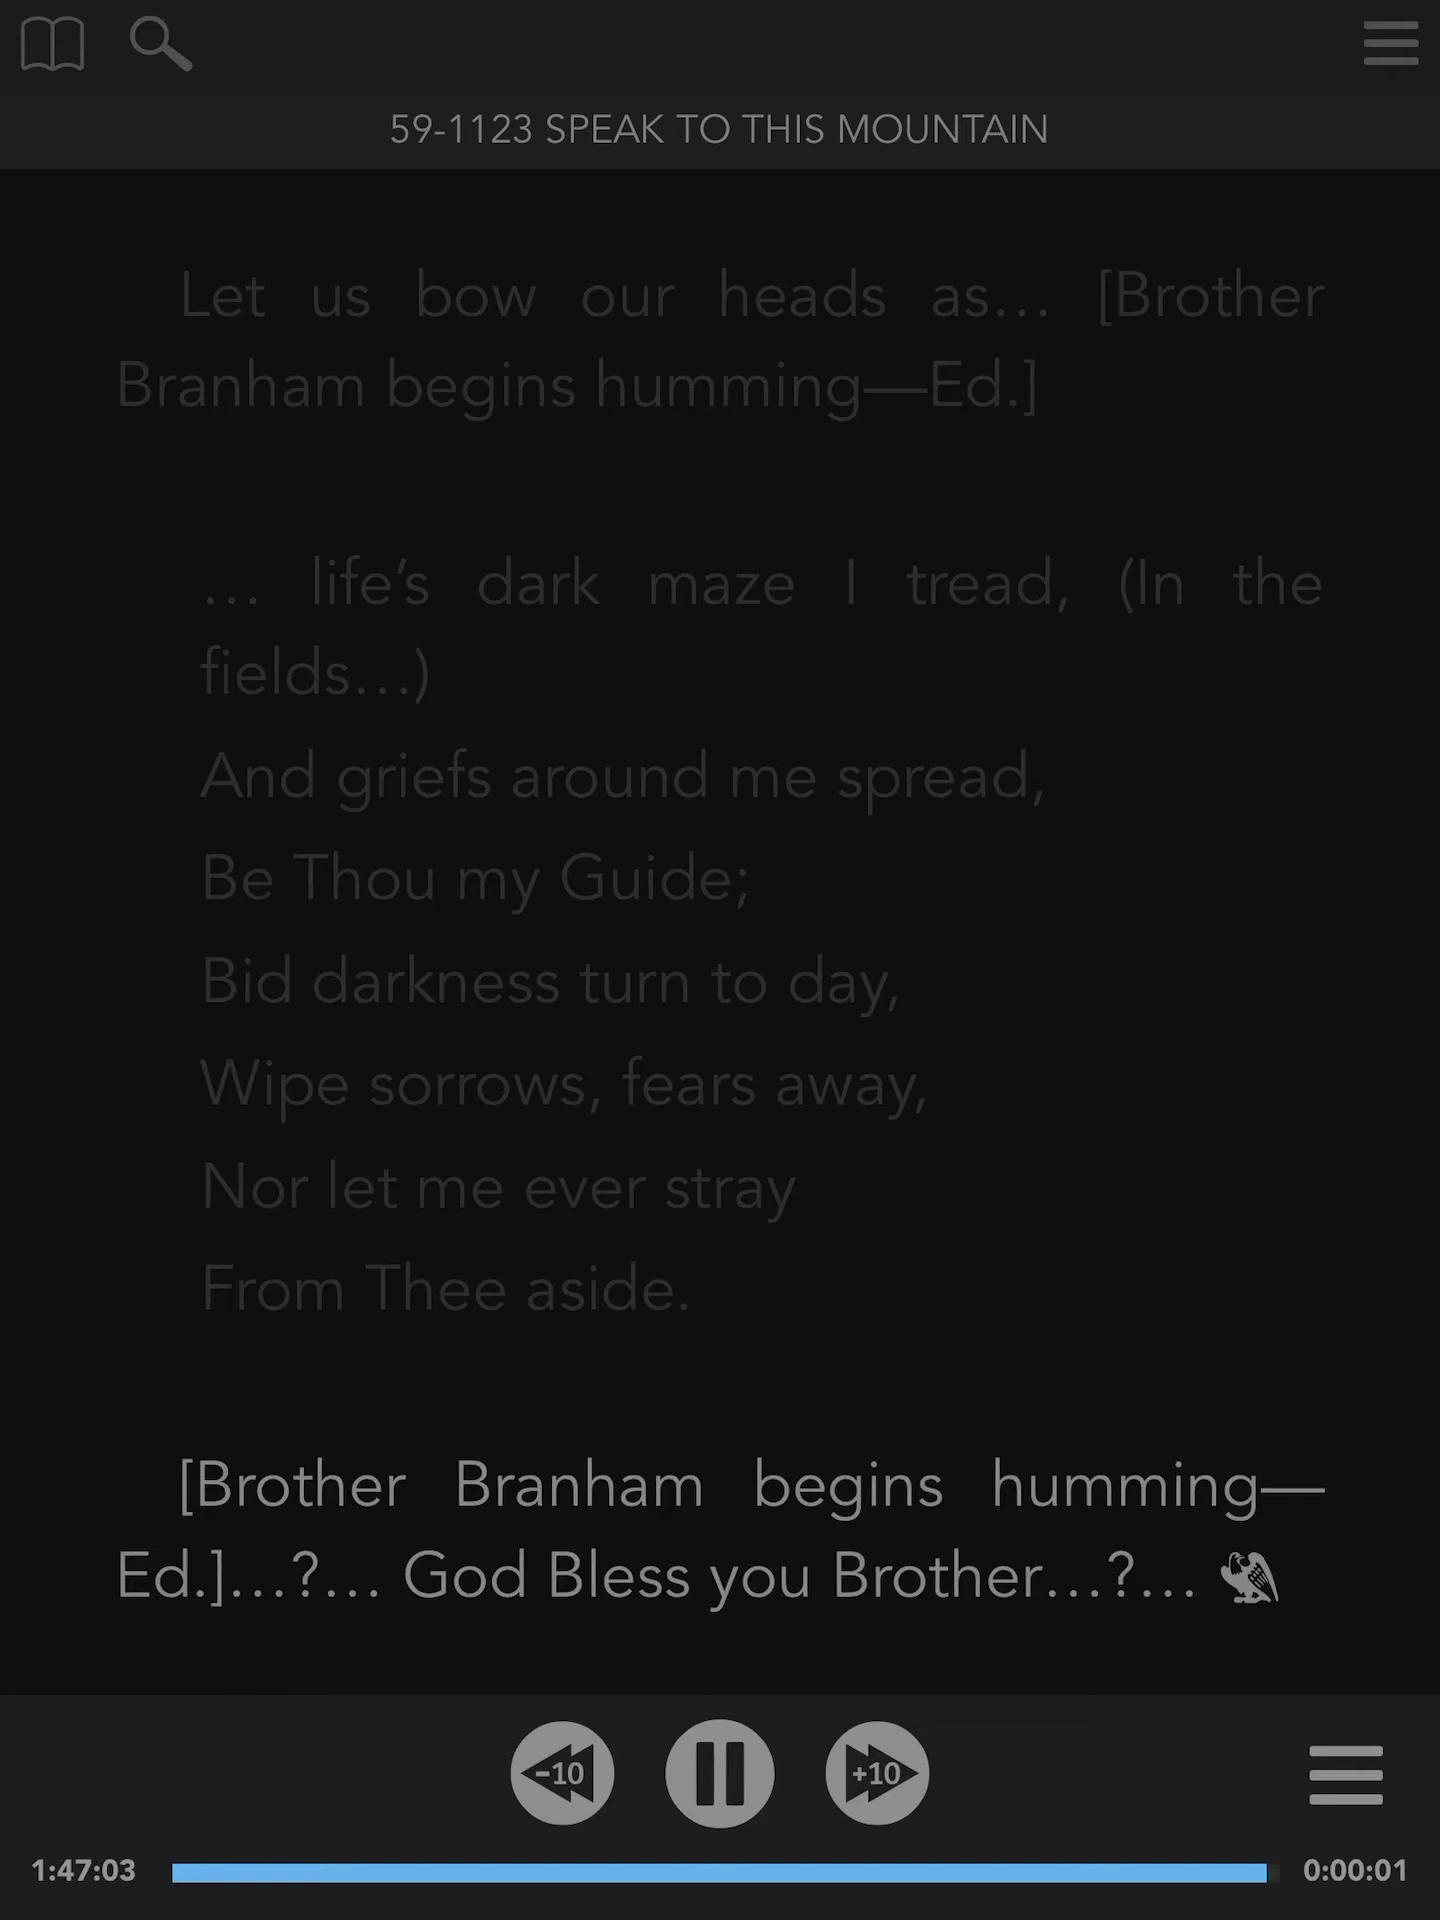 59-1123 SPEAK TO THIS MOUNTAIN
Let us bow our heads as… [Brother
Branham begins humming—Ed.]
… life’s dark maze I tread, (In the
fields…)
And griefs around me spread,
Be Thou my Guide;
Bid darkness turn to day,
Wipe sorrows, fears away,
Nor let me ever stray
From Thee aside.
[Brother Branham begins humming—
Ed.]…?… God Bless you Brother…?…
-10 +10
1:47:03 0:00:01